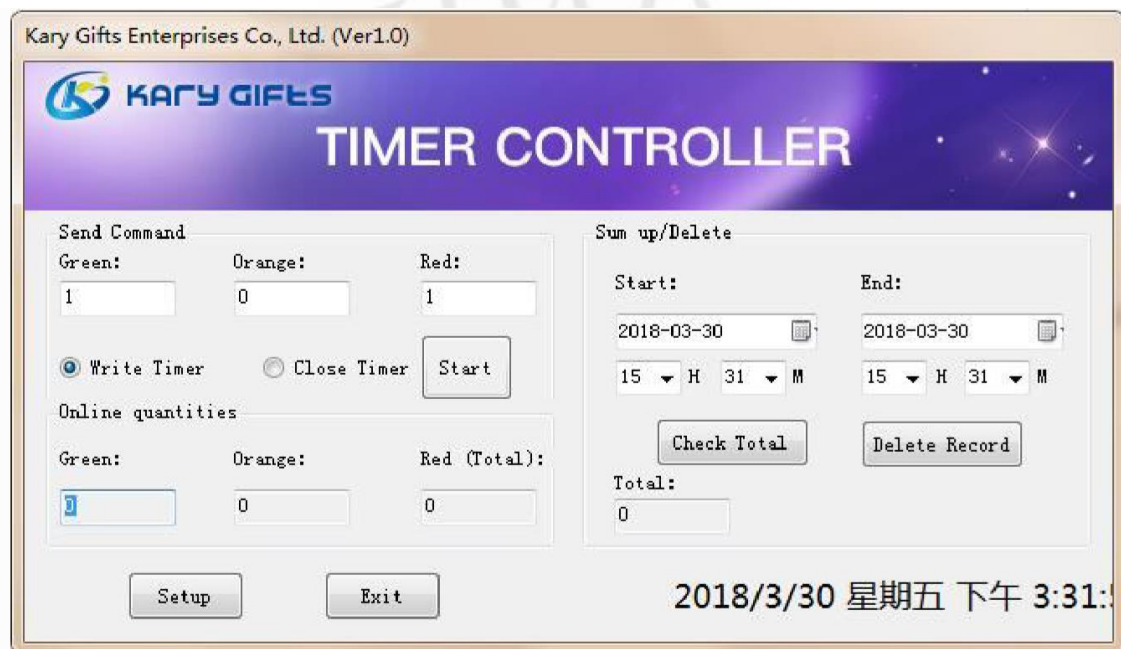 Kary Gifts Enterprises Co., Ltd. (Ver1.0)
KARY GIFTS
TIMER CONTROLLER
Send Command
Green: Orange: Red:
1 0 1
Write Timer Close Timer Start
Online quantities
Green: Orange: Red (Total):
0 0 0
Sum up/Delete
Start: End:
2018-03-30 2018-03-30
15 H 31 M 15 H 31 M
Check Total Delete Record
Total:
0
Setup Exit
2018/3/30 星期五 下午 3:31: